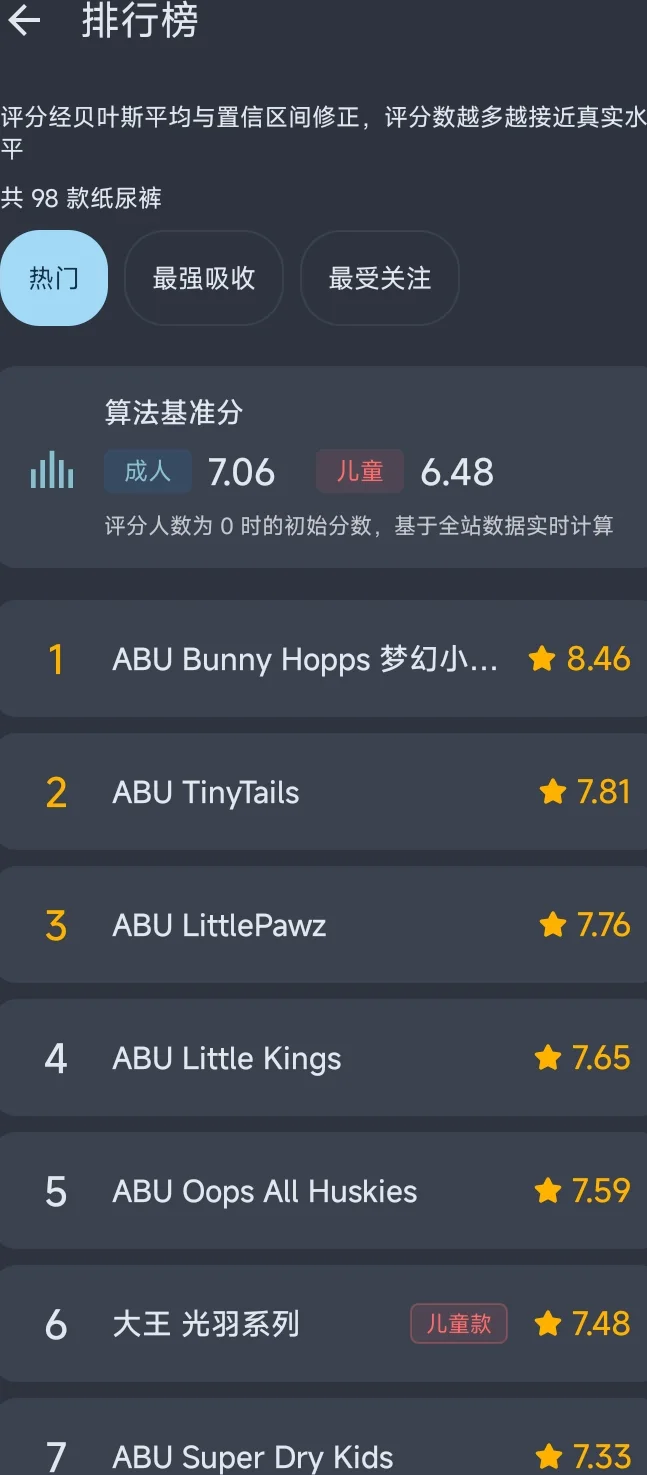 排行榜
评分经贝叶斯平均与置信区间修正，评分数越多越接近真实水
平
共 98 款纸尿裤
热门 最强吸收 最受关注
算法基准分
成人 7.06 儿童 6.48
评分人数为 0 时的初始分数，基于全站数据实时计算
1 ABU Bunny Hopps 梦幻小... 8.46
2 ABU TinyTails 7.81
3 ABU LittlePawz 7.76
4 ABU Little Kings 7.65
5 ABU Oops All Huskies 7.59
6 大王 光羽系列 儿童款 7.48
7 ABU Super Dry Kids 7.33